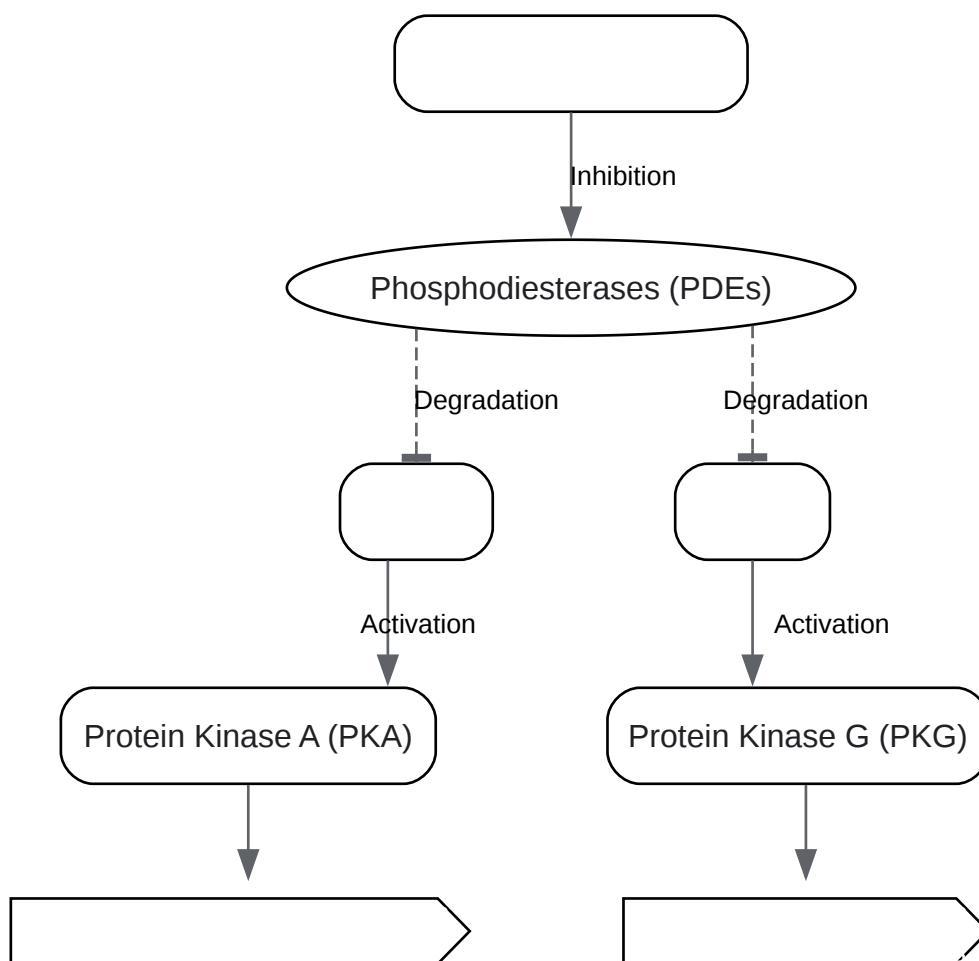 Inhibition
Phosphodiesterases (PDEs)
Degradation
Degradation
Activation
Activation
Protein Kinase A (PKA)
Protein Kinase G (PKG)